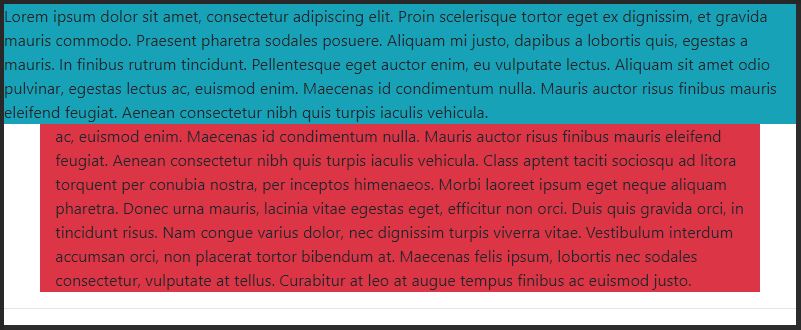 Lorem ipsum dolor sit amet, consectetur adipiscing elit. Proin scelerisque tortor eget ex dignissim, et gravida
mauris commodo. Praesent pharetra sodales posuere. Aliquam mi justo, dapibus a lobortis quis, egestas a
mauris. In finibus rutrum tincidunt. Pellentesque eget auctor enim, eu vulputate lectus. Aliquam sit amet odio
pulvinar, egestas lectus ac, euismod enim. Maecenas id condimentum nulla. Mauris auctor risus finibus mauris
eleifend feugiat. Aenean consectetur nibh quis turpis iaculis vehicula.
ac, euismod enim. Maecenas id condimentum nulla. Mauris auctor risus finibus mauris eleifend
feugiat. Aenean consectetur nibh quis turpis iaculis vehicula. Class aptent taciti sociosqu ad litora
torquent per conubia nostra, per inceptos himenaeos. Morbi laoreet ipsum eget neque aliquam
pharetra. Donec urna mauris, lacinia vitae egestas eget, efficitur non orci. Duis quis gravida orci, in
tincidunt risus. Nam congue varius dolor, nec dignissim turpis viverra vitae. Vestibulum interdum
accumsan orci, non placerat tortor bibendum at. Maecenas felis ipsum, lobortis nec sodales
consectetur, vulputate at tellus. Curabitur at leo at augue tempus finibus ac euismod justo.